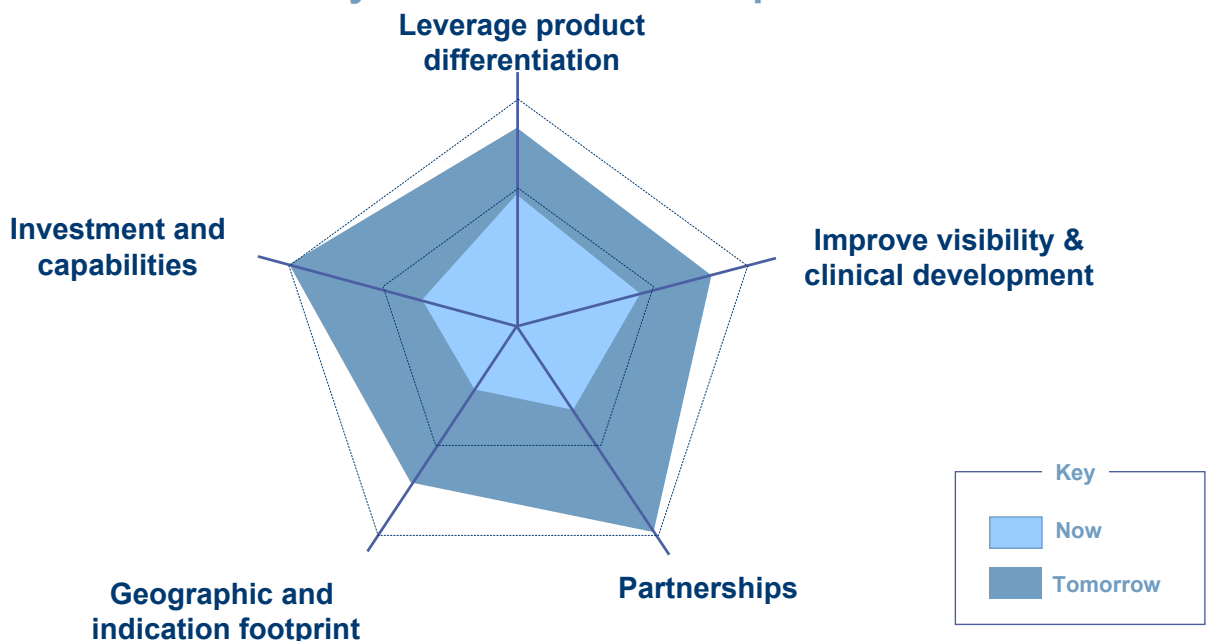 Leverage product
differentiation
Investment and
capabilities
Improve visibility &
clinical development
Geographic and
indication footprint
Partnerships
Key
Now
Tomorrow